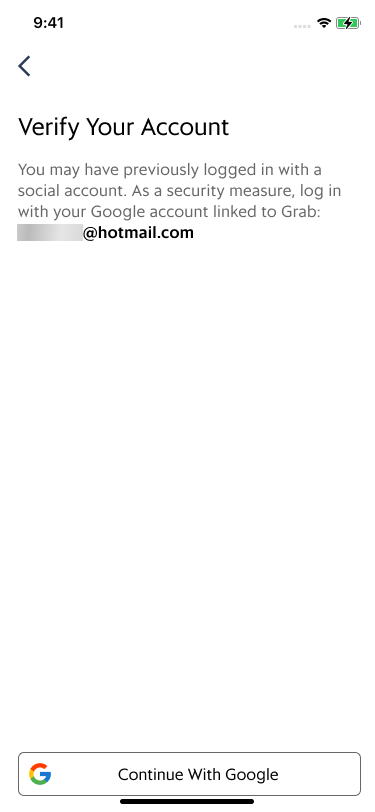 9:41
Verify Your Account
You may have previously logged in with a
social account. As a security measure, log in
with your Google account linked to Grab:
@hotmail.com
Continue With Google